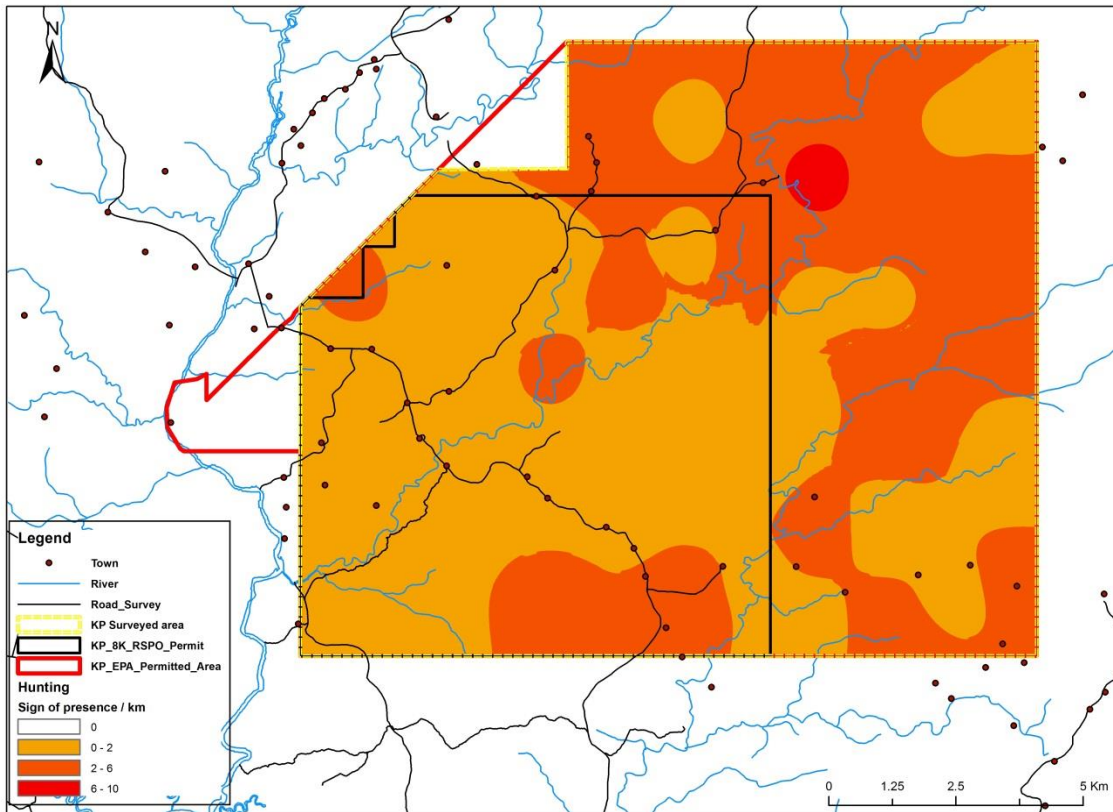 N
Legend
Town
River
Road_Survey
KP Surveyed area
KP_8K_RSPO_Permit
KP_EPA_Permitted_Area
Hunting
Sign of presence / km
0
0 - 2
2 - 6
6 - 10
0 1.25 2.5 5 Km